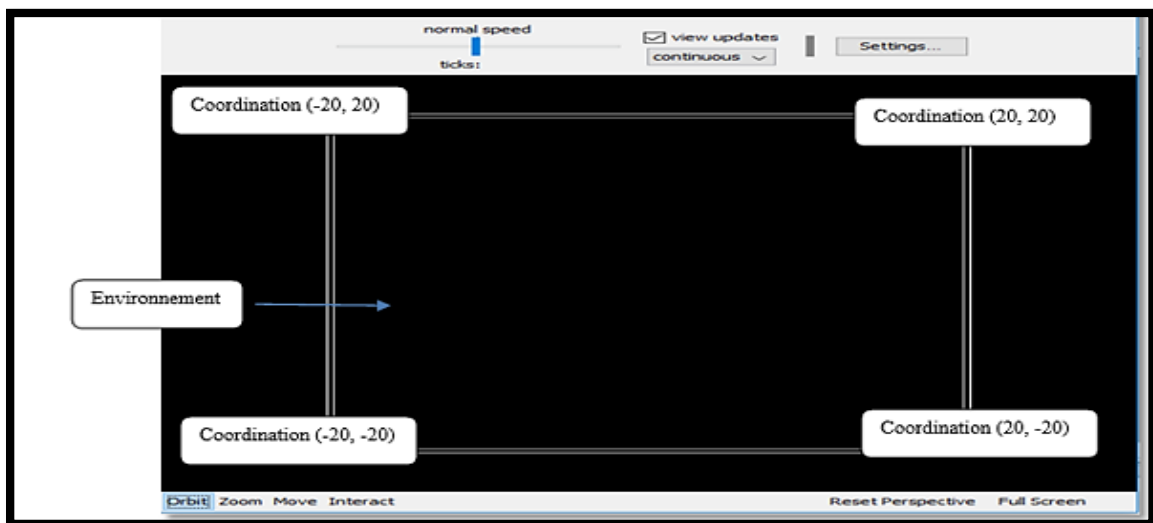 normal speed
view updates
ticks:
continuous
Settings...
Coordination (-20, 20)
Coordination (20, 20)
Environnement
Coordination (-20, -20)
Coordination (20, -20)
Orbit Zoom Move Interact
Reset Perspective Full Screen